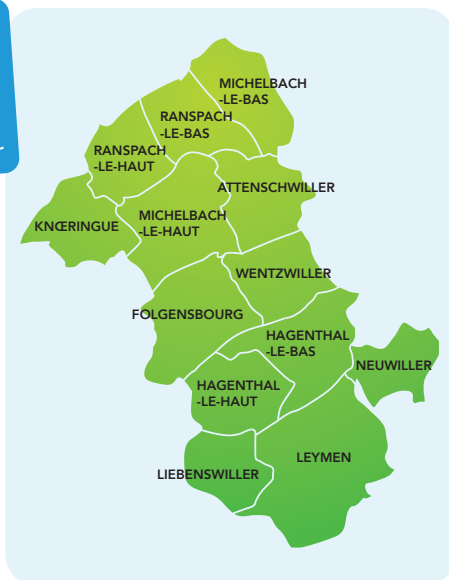 MICHELBACH
-LE-BAS
RANSPACH
-LE-BAS
RANSPACH
-LE-HAUT
ATTENSCHWILLER
MICHELBACH
-LE-HAUT
KNŒRINGUE
WENTZWILLER
FOLGENSBOURG
HAGENTHAL
-LE-BAS
NEUWILLER
HAGENTHAL
-LE-HAUT
LEYMEN
LIEBENSWILLER